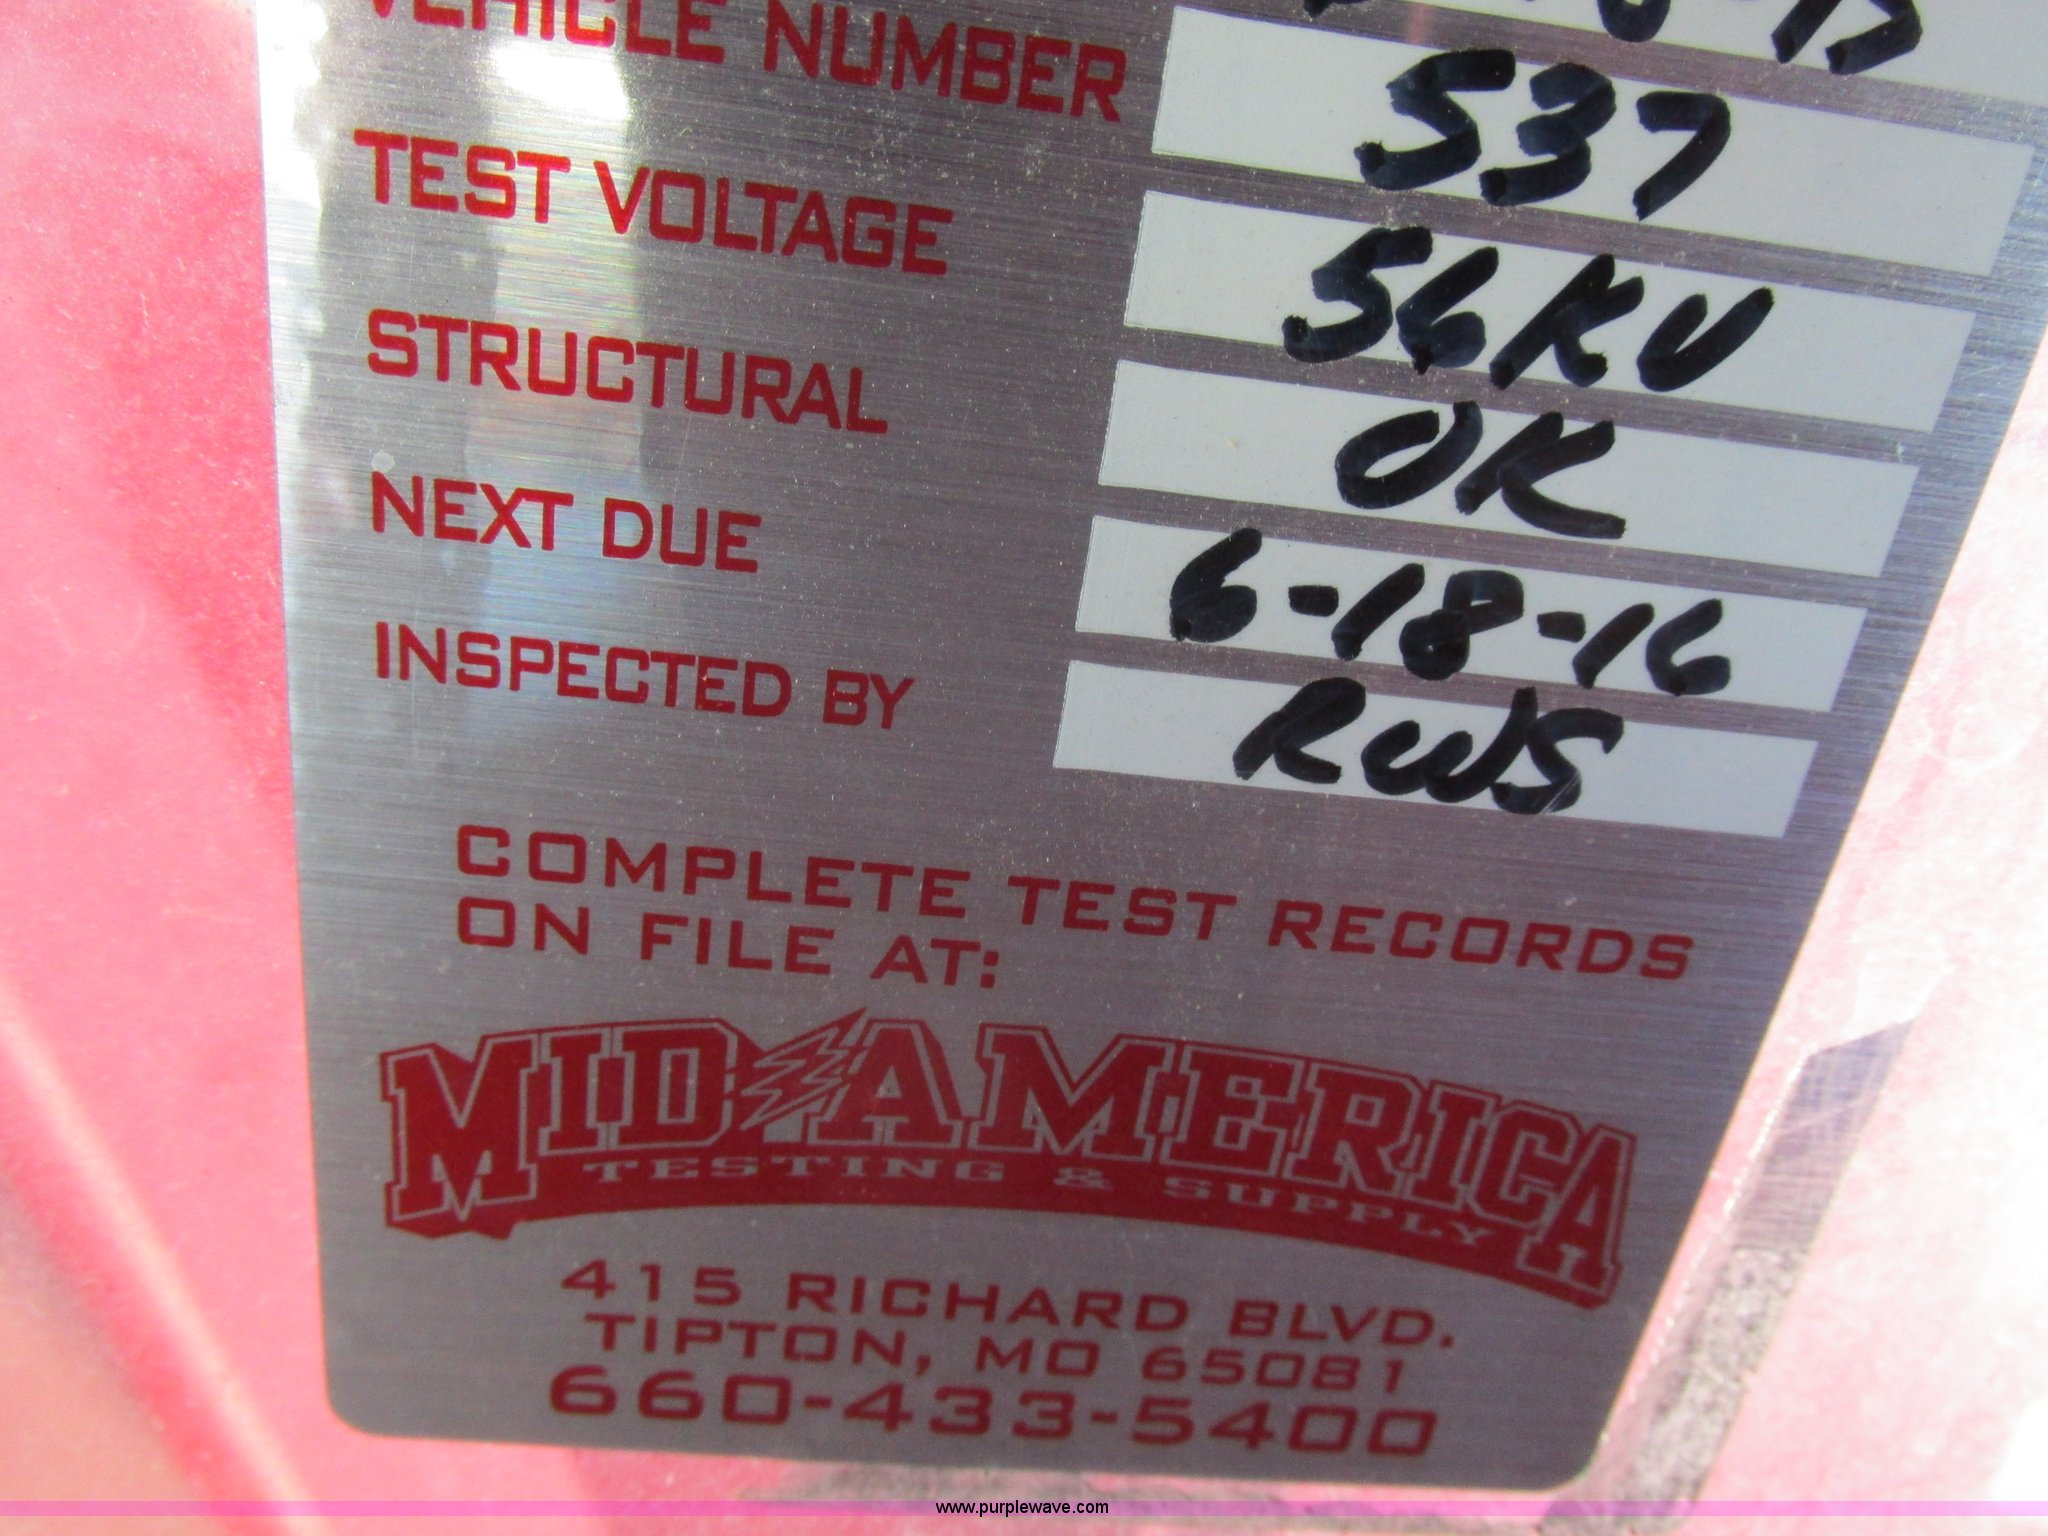 VEHICLE NUMBER 537
TEST VOLTAGE 56KV
STRUCTURAL OK
NEXT DUE 6-18-16
INSPECTED BY RWS
COMPLETE TEST RECORDS
ON FILE AT:
MID AMERICA
TESTING & SUPPLY
415 RICHARD BLVD.
TIPTON, MO 65081
660-433-5400
www.purplewave.com